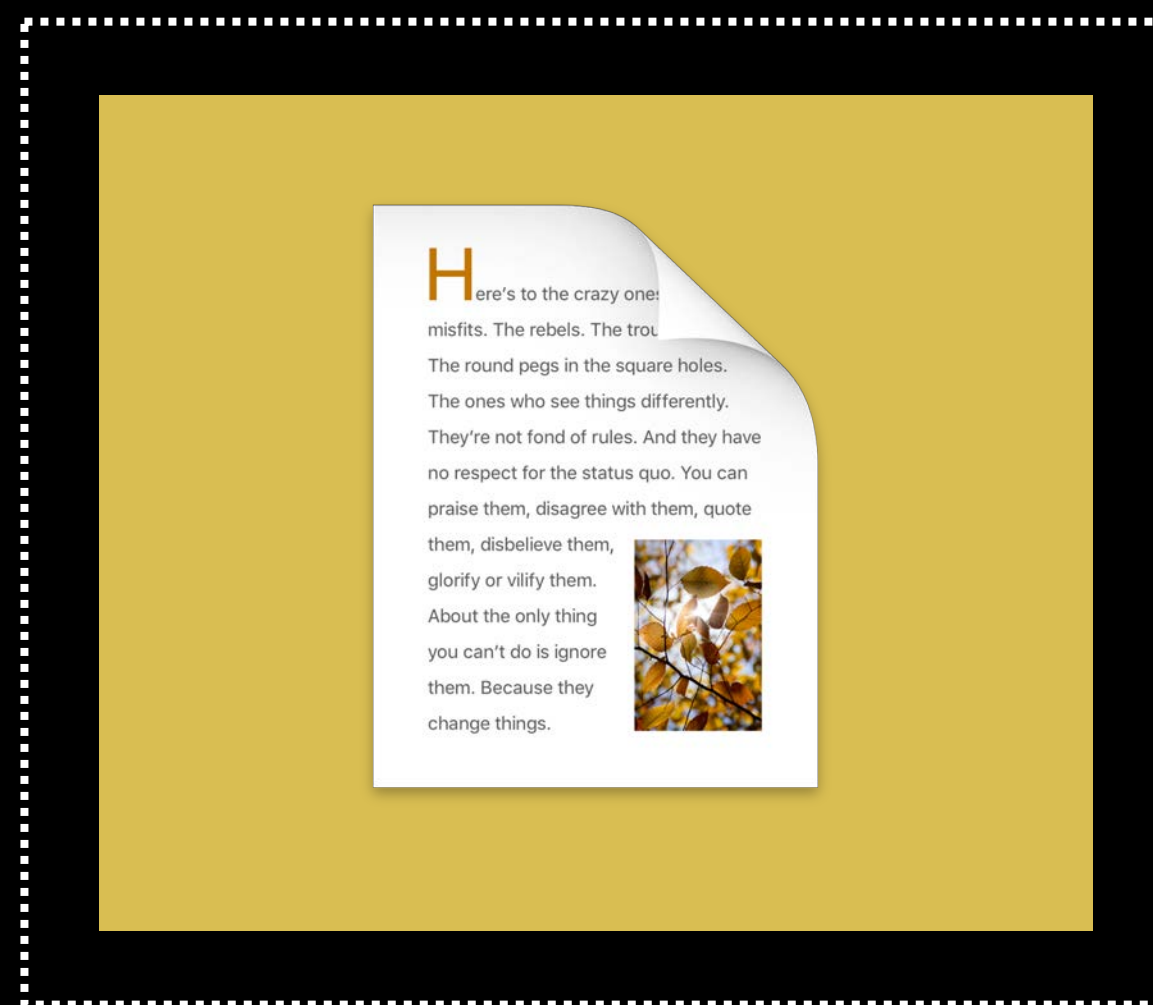 Here’s to the crazy ones
misfits. The rebels. The
The round pegs in the square holes.
The ones who see things differently.
They’re not fond of rules. And they have
no respect for the status quo. You can
praise them, disagree with them, quote
them, disbelieve them,
glorify or vilify them.
About the only thing
you can’t do is ignore
them. Because they
change things.